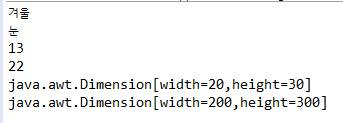 겨울
눈
13
22
java.awt.Dimension[width=20,height=30]
java.awt.Dimension[width=200,height=300]